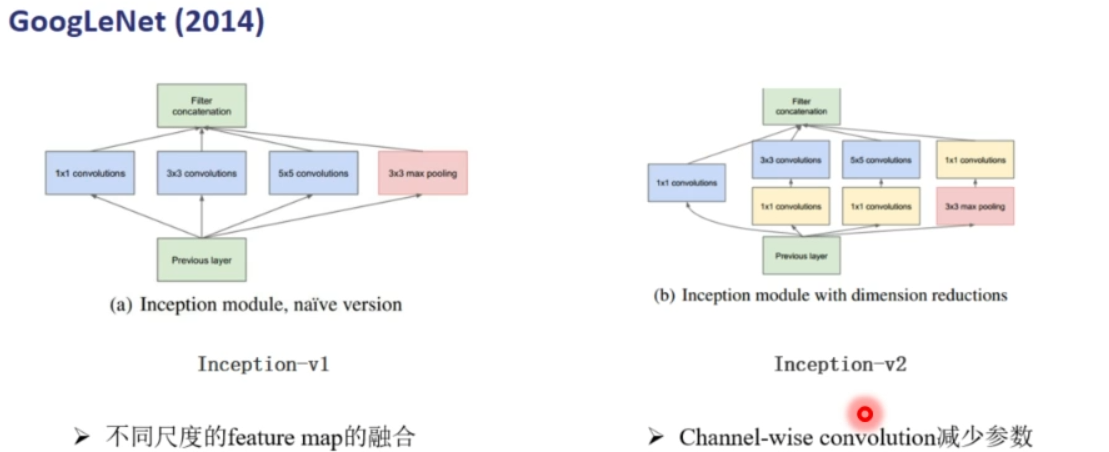 GoogLeNet (2014)
Filter
concatenation
1x1 convolutions
3x3 convolutions
5x5 convolutions
3x3 max pooling
Previous layer
(a) Inception module, naïve version
Inception-v1
➢ 不同尺度的feature map的融合
Filter
concatenation
3x3 convolutions
5x5 convolutions
1x1 convolutions
1x1 convolutions
1x1 convolutions
1x1 convolutions
3x3 max pooling
Previous layer
(b) Inception module with dimension reductions
Inception-v2
➢ Channel-wise convolution减少参数